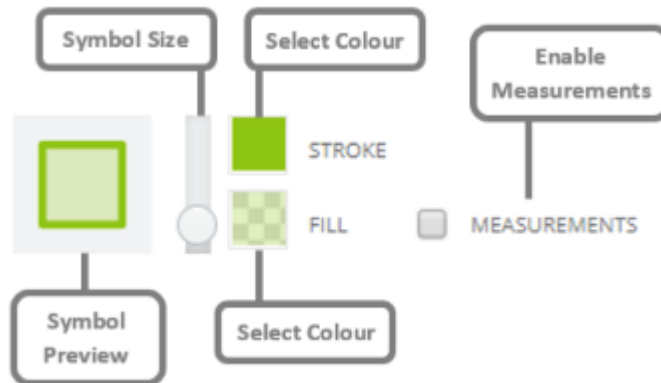 Symbol Size
Select Colour
Enable
Measurements
STROKE
FILL
MEASUREMENTS
Symbol
Preview
Select Colour